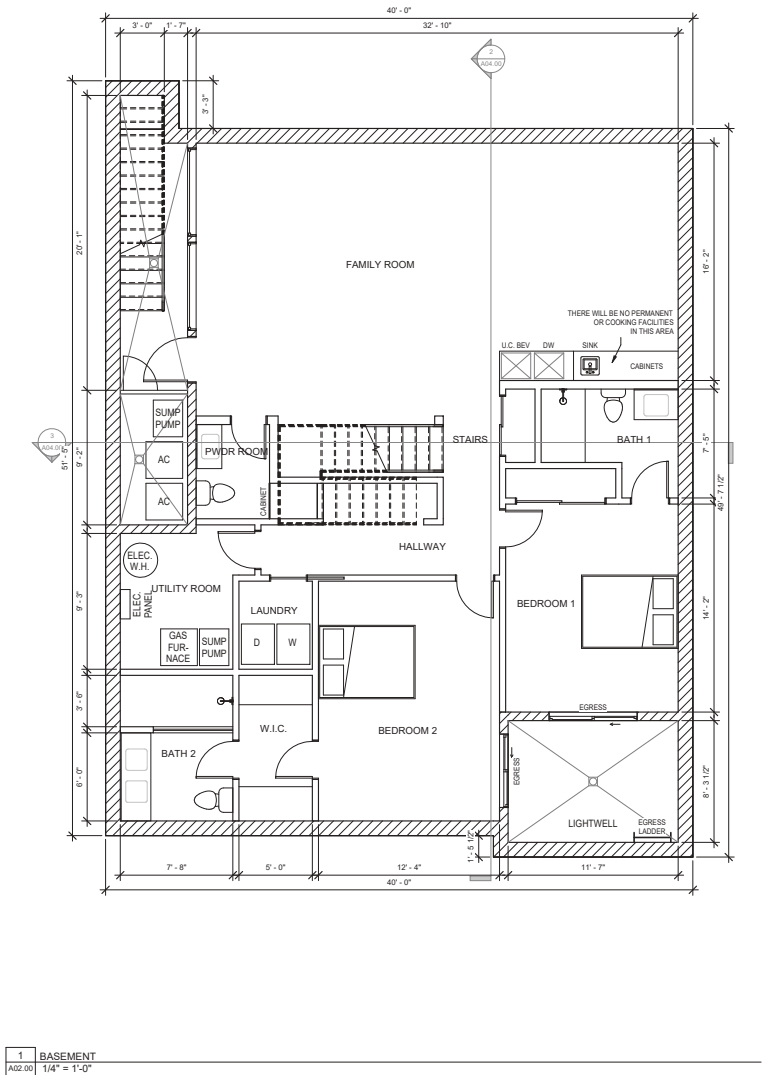 40' - 0"
3' - 0"
1' - 7"
32' - 10"
2
A04.00
3' - 3"
20' - 1"
FAMILY ROOM
16' - 2"
THERE WILL BE NO PERMANENT
OR COOKING FACILITIES
IN THIS AREA
U.C. BEV
DW
SINK
CABINETS
SUMP
PUMP
3
A04.00
51' - 5"
9' - 2"
AC
AC
PWDR ROOM
STAIRS
BATH 1
7' - 5"
49' - 7 1/2"
CABINET
HALLWAY
ELEC.
W.H.
UTILITY ROOM
ELEC.
PANEL
9' - 3"
LAUNDRY
BEDROOM 1
14' - 2"
GAS
FUR-
NACE
SUMP
PUMP
D
W
3' - 6"
EGRESS
W.I.C.
BEDROOM 2
BATH 2
EGRESS
6' - 0"
8' - 3 1/2"
LIGHTWELL
EGRESS
LADDER
1' - 5 1/2"
7' - 8"
5' - 0"
12' - 4"
11' - 7"
40' - 0"
1
BASEMENT
A02.00
1/4" = 1'-0"